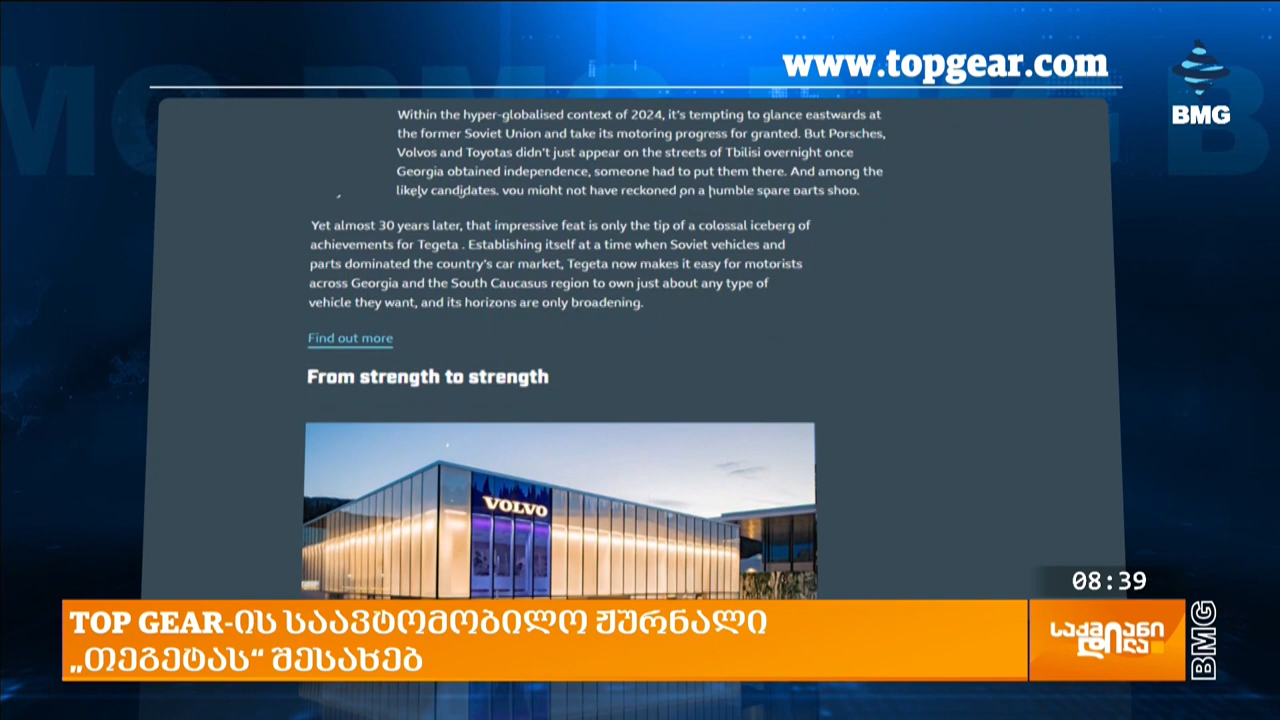 www.topgear.com
BMG
Within the hyper-globalised context of 2024, it's tempting to glance eastwards at
the former Soviet Union and take its motoring progress for granted. But Porsches,
Volvos and Toyotas didn't just appear on the streets of Tbilisi overnight once
Georgia obtained independence, someone had to put them there. And among the
likely candidates, you might not have reckoned on a humble spare parts shop.
Yet almost 30 years later, that impressive feat is only the tip of a colossal iceberg of
achievements for Tegeta . Establishing itself at a time when Soviet vehicles and
parts dominated the country's car market, Tegeta now makes it easy for motorists
across Georgia and the South Caucasus region to own just about any type of
vehicle they want, and its horizons are only broadening.
Find out more
From strength to strength
VOLVO
08:39
TOP GEAR-ის საავტომობილო ჟურნალი
„თეგეტას“ შესახებ
საქმიანი
დილა
BMG